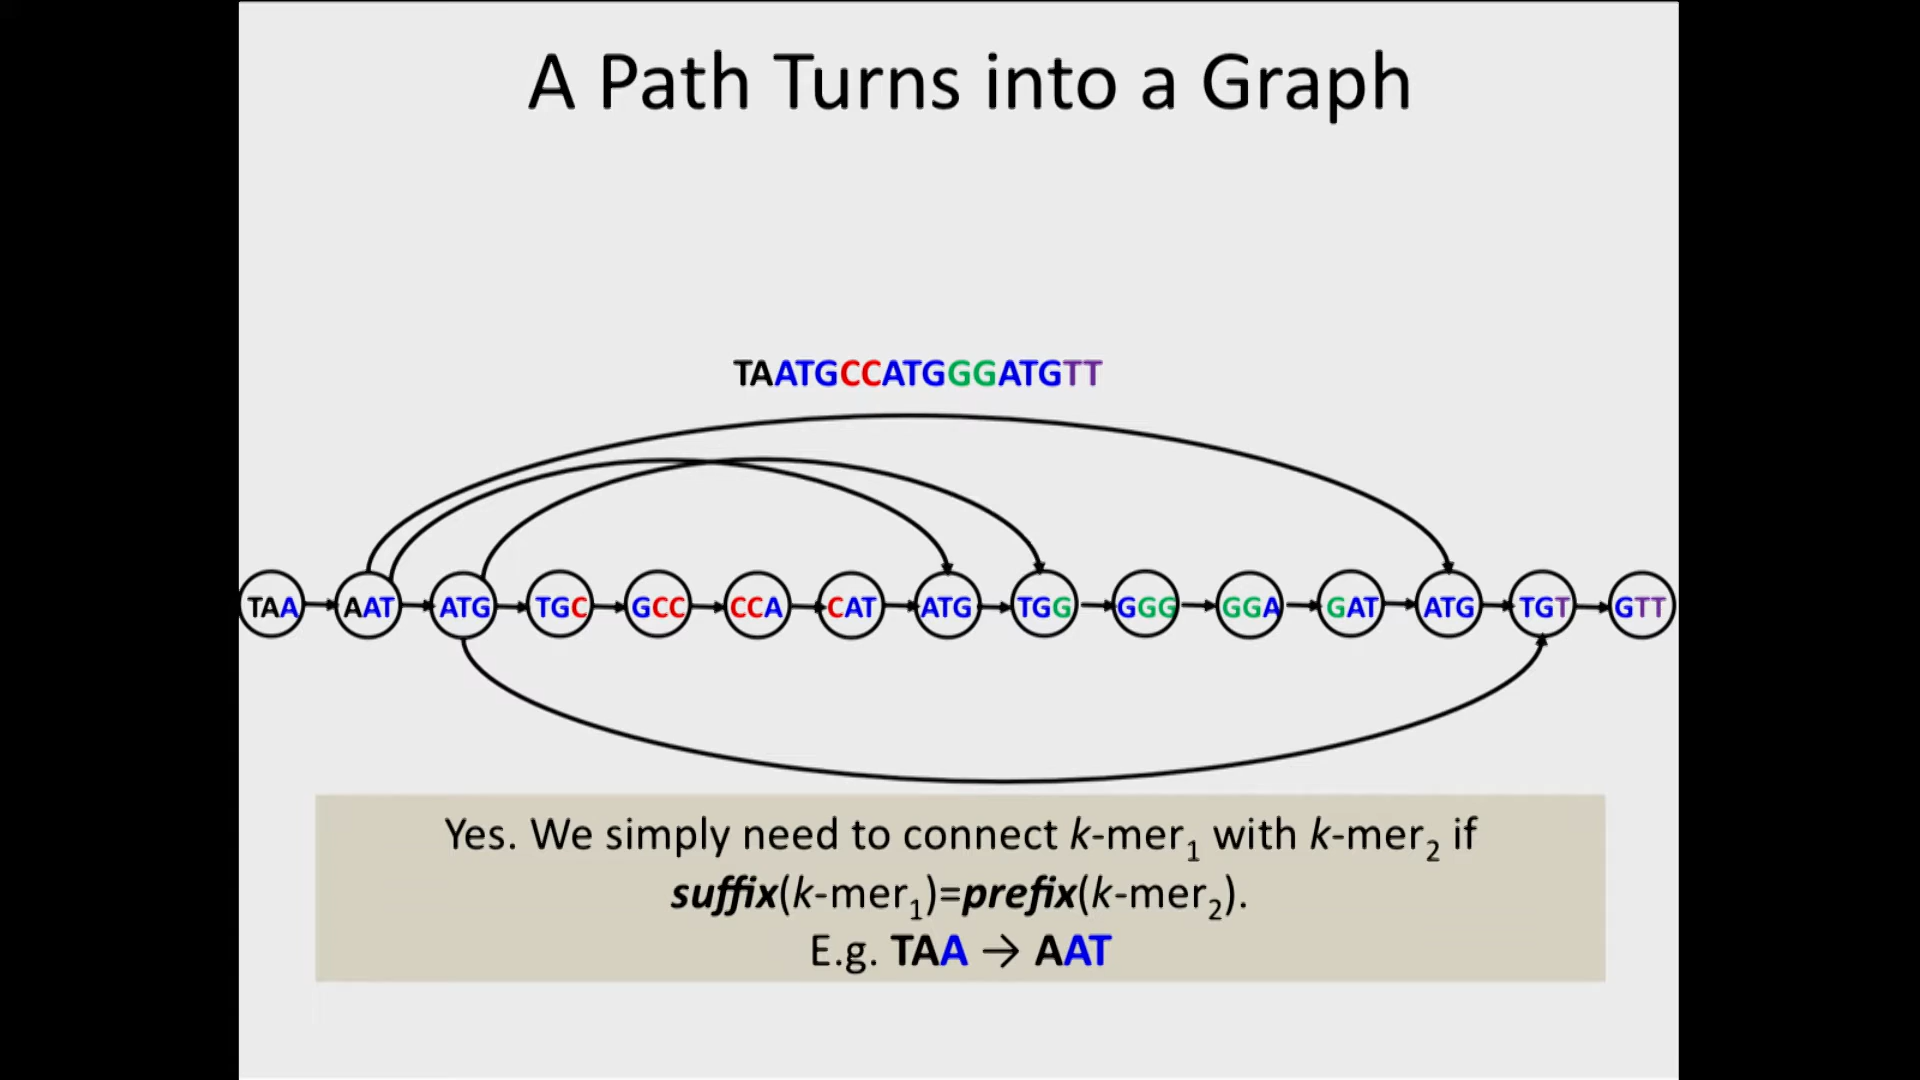 A Path Turns into a Graph
TAATGCCATGGGATGTT
TAA AAT ATG TGC GCC CCA CAT ATG TGG GGG GGA GAT ATG TGT GTT
Yes. We simply need to connect k-mer₁ with k-mer₂ if
suffix(k-mer₁)=prefix(k-mer₂).
E.g. TAA → AAT